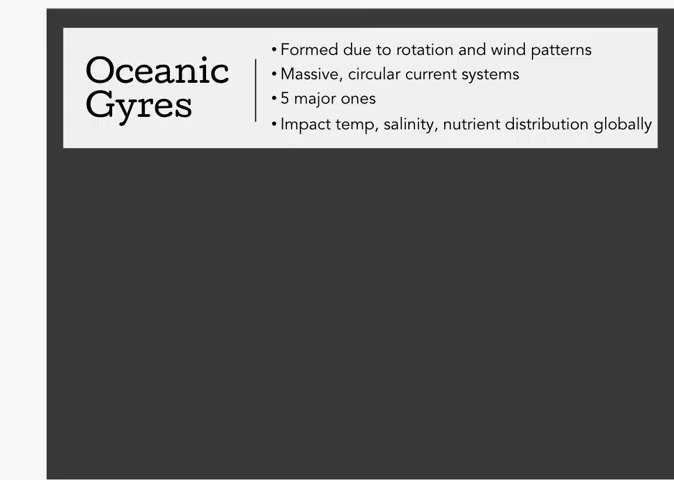 Oceanic
Gyres
• Formed due to rotation and wind patterns
• Massive, circular current systems
• 5 major ones
• Impact temp, salinity, nutrient distribution globally